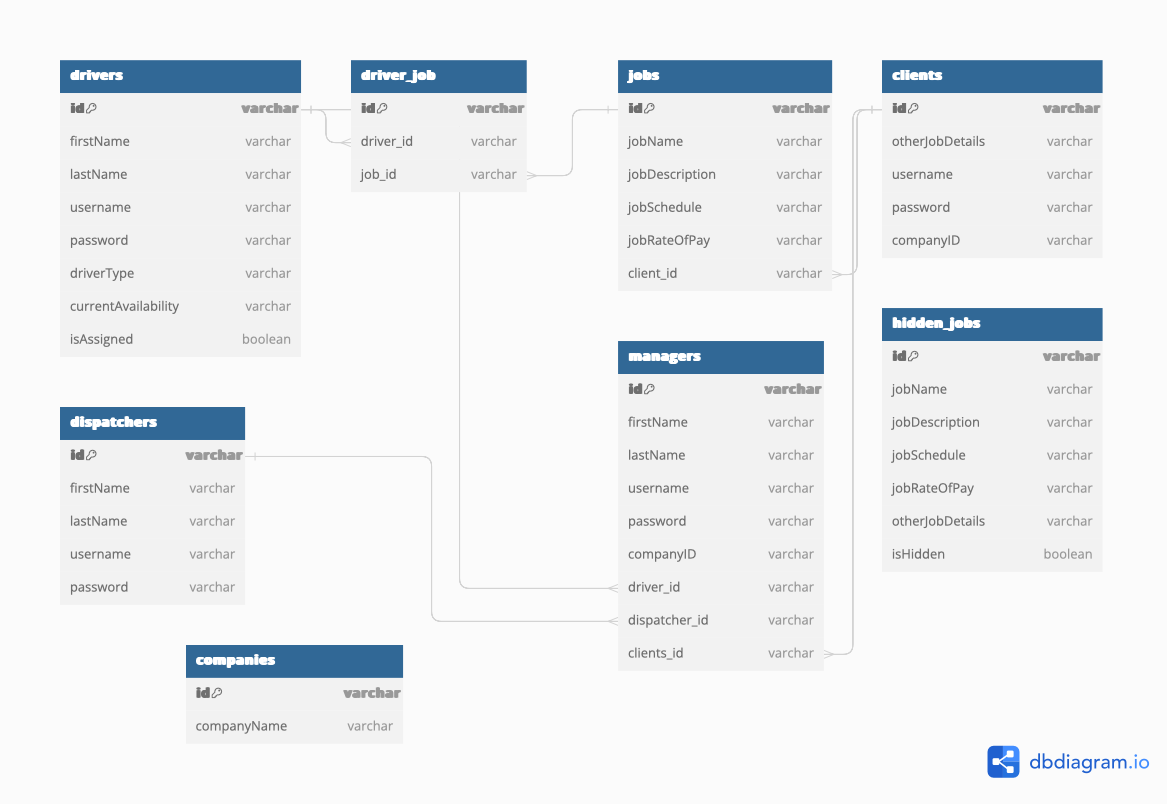 drivers
id varchar
firstName varchar
lastName varchar
username varchar
password varchar
driverType varchar
currentAvailability varchar
isAssigned boolean
driver_job
id varchar
driver_id varchar
job_id varchar
jobs
id varchar
jobName varchar
jobDescription varchar
jobSchedule varchar
jobRateOfPay varchar
client_id varchar
clients
id varchar
otherJobDetails varchar
username varchar
password varchar
companyID varchar
hidden_jobs
id varchar
jobName varchar
jobDescription varchar
jobSchedule varchar
jobRateOfPay varchar
otherJobDetails varchar
isHidden boolean
managers
id varchar
firstName varchar
lastName varchar
username varchar
password varchar
companyID varchar
driver_id varchar
dispatcher_id varchar
clients_id varchar
dispatchers
id varchar
firstName varchar
lastName varchar
username varchar
password varchar
companies
id varchar
companyName varchar
dbdiagram.io